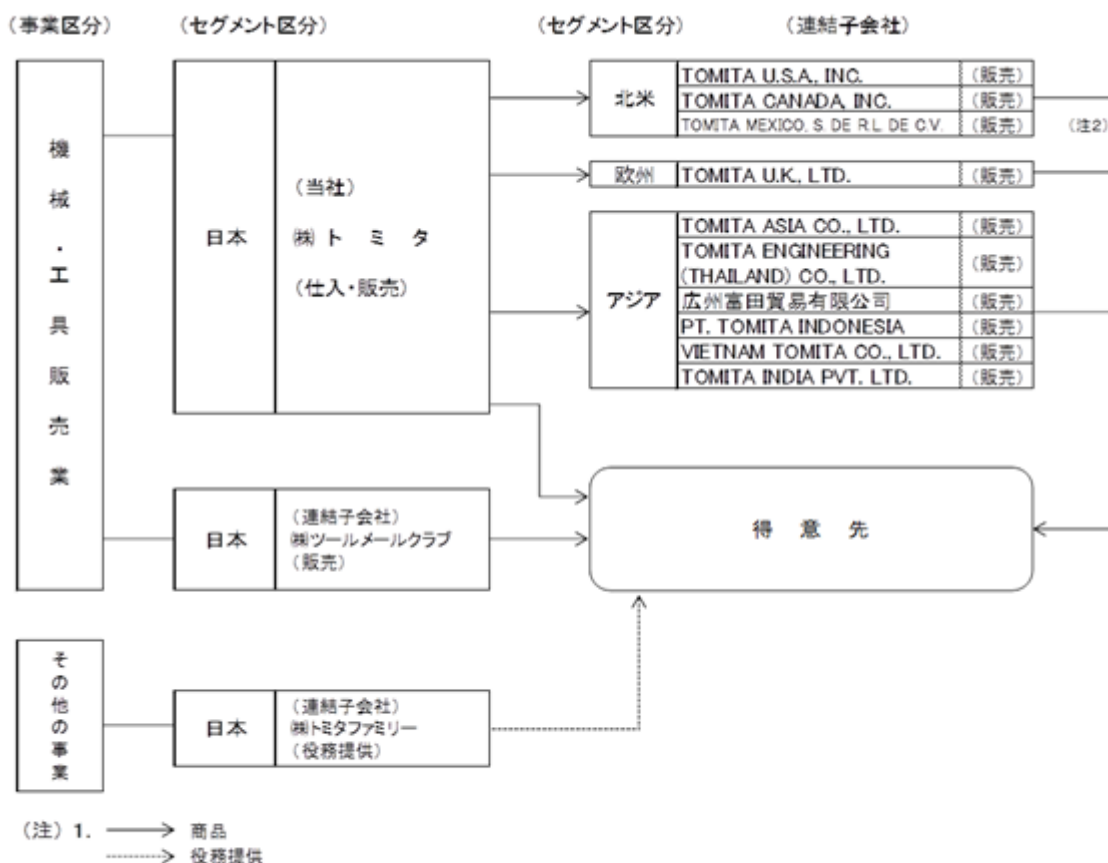 (事業区分)
(セグメント区分)
(セグメント区分)
(連結子会社)
機械・工具販売業
日本
(当社)
㈱トミタ
(仕入・販売)
北米
TOMITA U.S.A., INC. (販売)
TOMITA CANADA, INC. (販売)
TOMITA MEXICO, S. DE R.L. DE C.V. (販売)
(注2)
欧州
TOMITA U.K., LTD. (販売)
アジア
TOMITA ASIA CO., LTD. (販売)
TOMITA ENGINEERING
(THAILAND) CO., LTD. (販売)
広州富田貿易有限公司 (販売)
PT. TOMITA INDONESIA (販売)
VIETNAM TOMITA CO., LTD. (販売)
TOMITA INDIA PVT. LTD. (販売)
日本
(連結子会社)
㈱ツールメールクラブ
(販売)
得意先
その他の事業
日本
(連結子会社)
㈱トミタファミリー
(役務提供)
(注) 1. 商品
役務提供